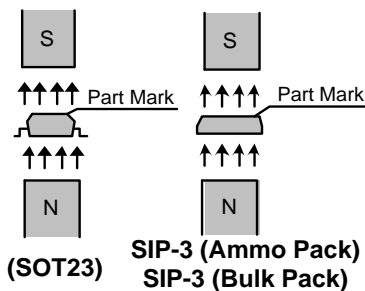 S
S
Part Mark
Part Mark
N
N
(SOT23)
SIP-3 (Ammo Pack)
SIP-3 (Bulk Pack)